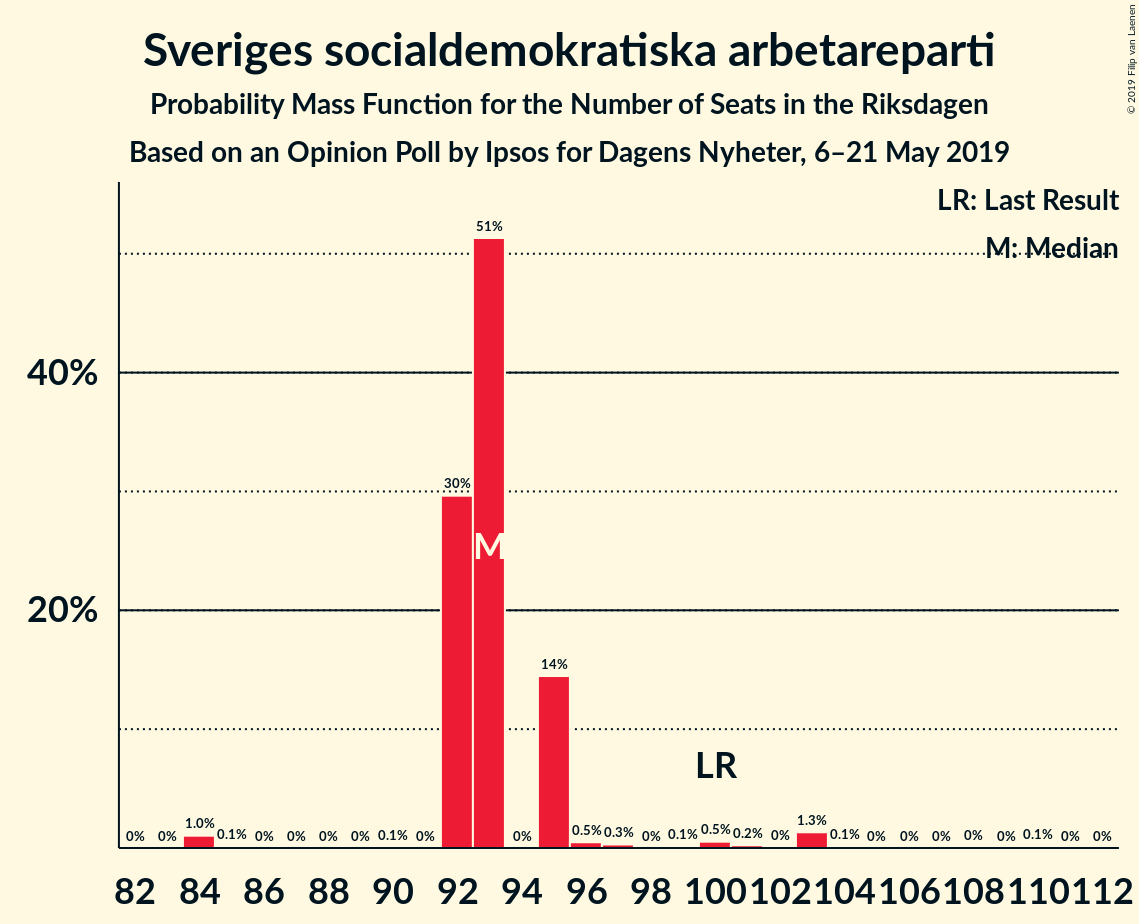 Sveriges socialdemokratiska arbetareparti
Probability Mass Function for the Number of Seats in the Riksdagen
Based on an Opinion Poll by Ipsos for Dagens Nyheter, 6–21 May 2019
© 2019 Filip van Laenen
LR: Last Result
M: Median
51%
40%
30%
M
20%
14%
LR
0% 0% 1.0% 0.1% 0% 0% 0% 0% 0.1% 0% 0% 0.5% 0.3% 0% 0.1% 0.5% 0.2% 0% 1.3% 0.1% 0% 0% 0% 0% 0% 0.1% 0% 0%
82 84 86 88 90 92 94 96 98 100 102 104 106 108 110 112